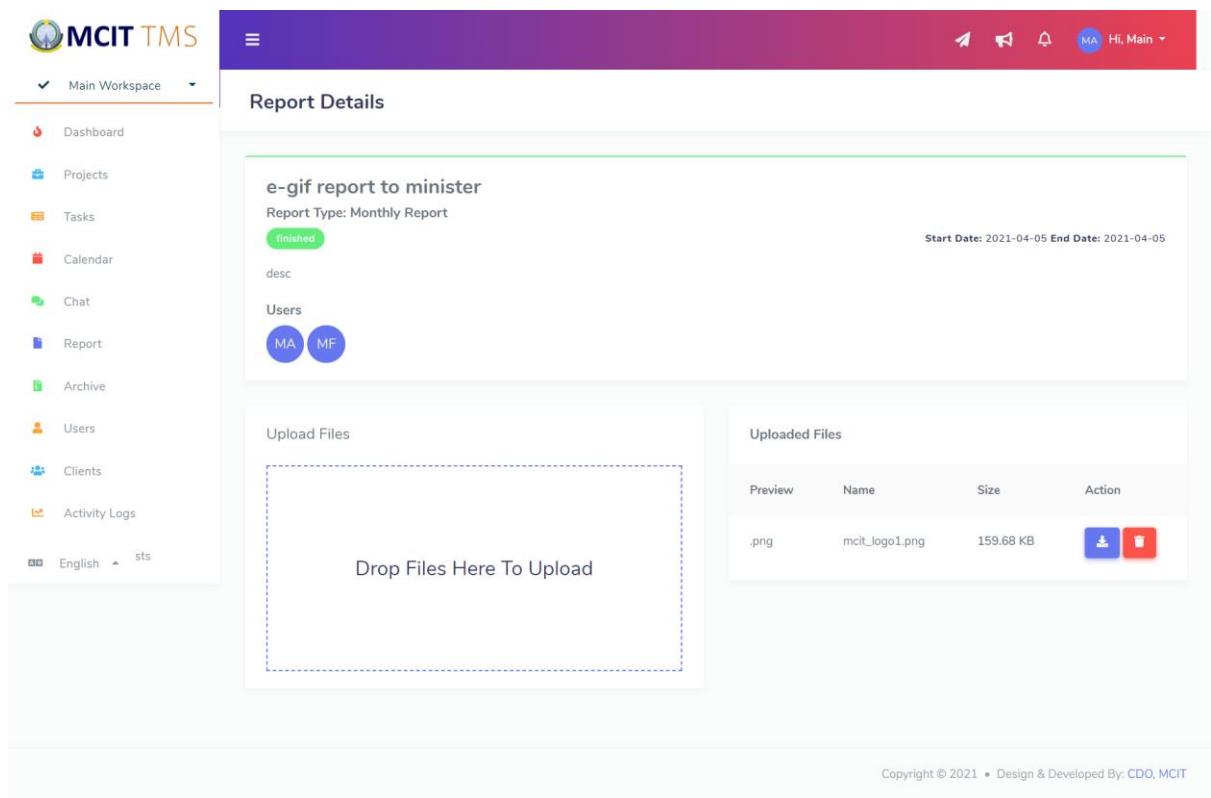 MCIT TMS
MA Hi, Main
Main Workspace
Report Details
Dashboard
Projects
Tasks
Calendar
Chat
Report
Archive
Users
Clients
Activity Logs
English sts
e-gif report to minister
Report Type: Monthly Report
finished
Start Date: 2021-04-05 End Date: 2021-04-05
desc
Users
MA MF
Upload Files
Drop Files Here To Upload
Uploaded Files
Preview Name Size Action
.png mcit_logo1.png 159.68 KB
Copyright © 2021 • Design & Developed By: CDO, MCIT